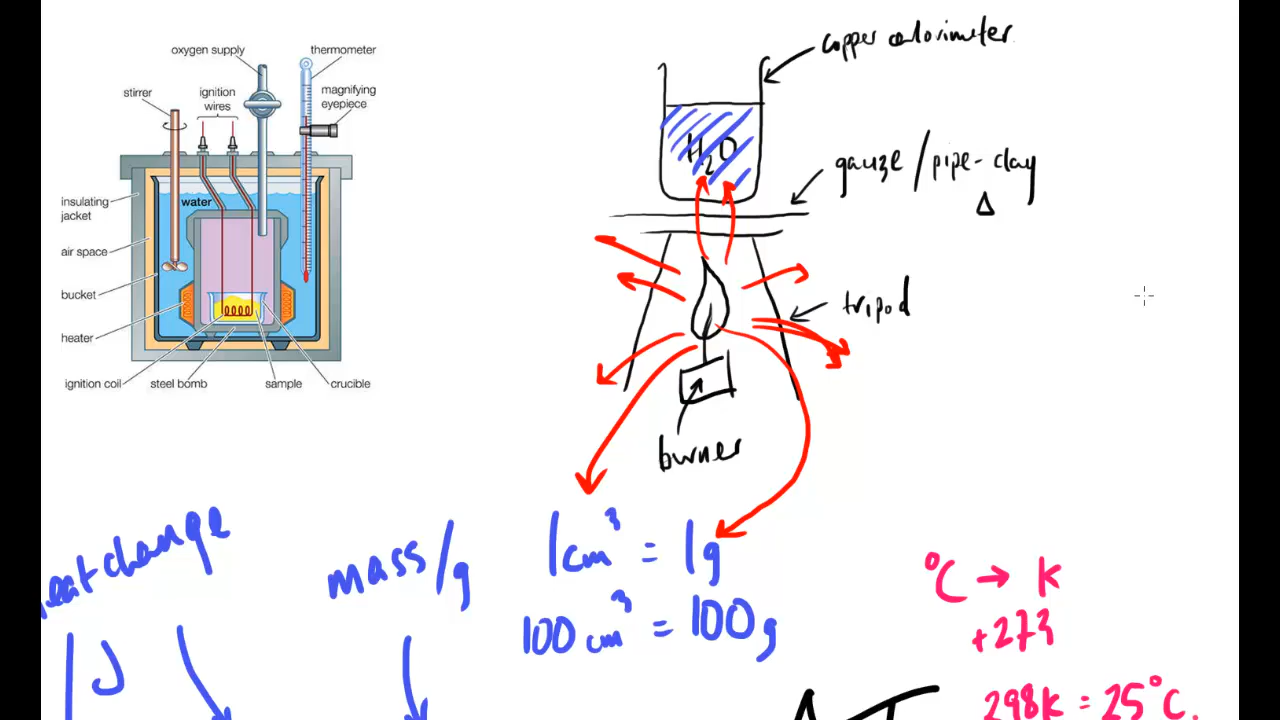 oxygen supply
thermometer
stirrer
ignition
wires
magnifying
eyepiece
water
insulating
jacket
air space
bucket
heater
ignition coil
steel bomb
sample
crucible
copper calorimeter
H2O
gauze/pipe-clay
Δ
tripod
burner
heat change
mass/g
1cm³ = 1g
100cm³ = 100g
J
°C → K
+273
298K = 25°C.
ΔT